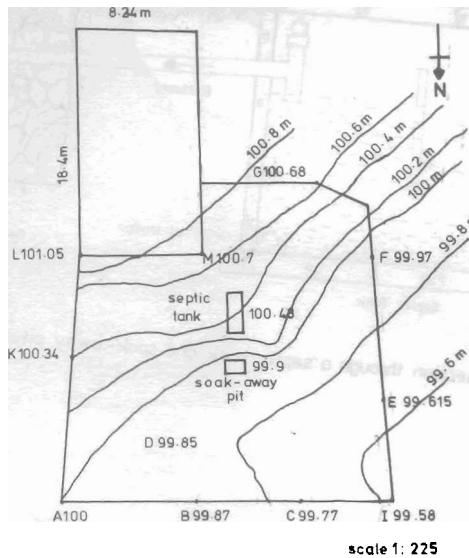 8·24m
N
18·4m
100·8 m
100·6 m
100·4 m
100·2 m
100 m
99·8
99·6 m
G100·68
L101·05
M100·7
F 99·97
septic
tank
100·48
K100·34
99·9
soak-away
pit
E 99·615
D 99·85
A100
B99·87
C99·77
I 99·58
scale 1: 225